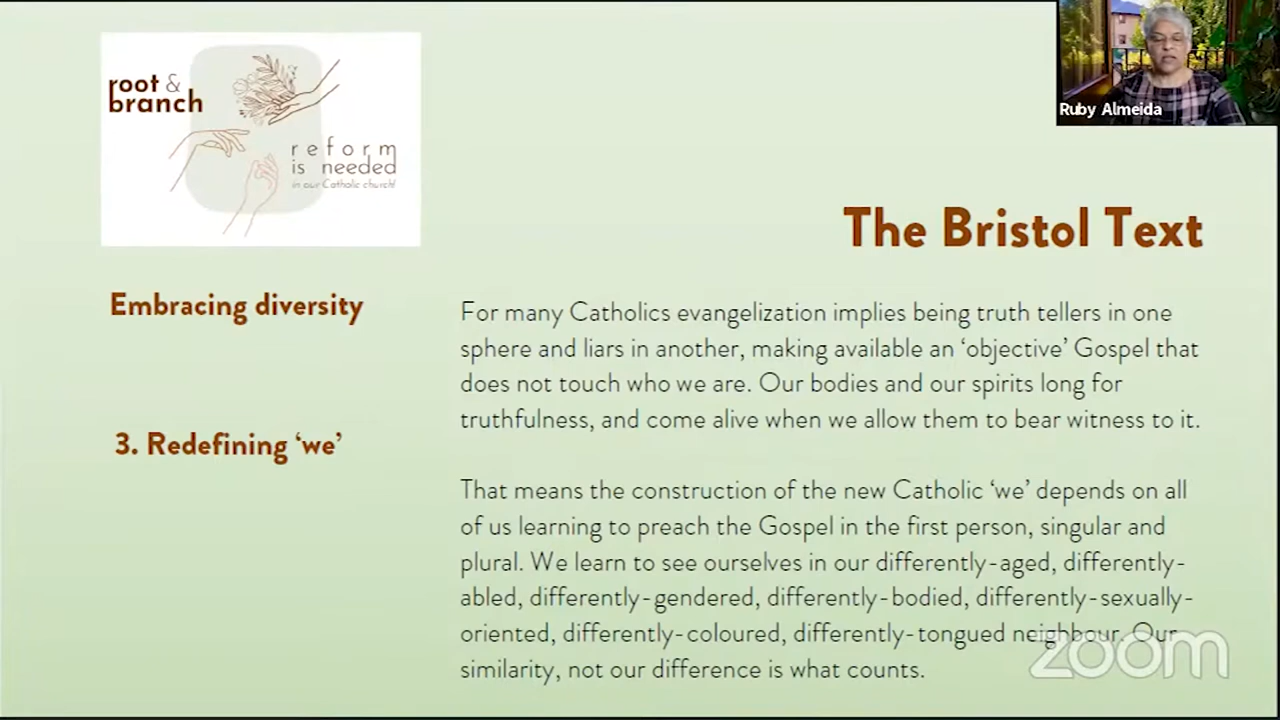 root &
branch
reform
is needed
in our Catholic church!
Ruby Almeida
The Bristol Text
Embracing diversity
3. Redefining ‘we’
For many Catholics evangelization implies being truth tellers in one
sphere and liars in another, making available an ‘objective’ Gospel that
does not touch who we are. Our bodies and our spirits long for
truthfulness, and come alive when we allow them to bear witness to it.
That means the construction of the new Catholic ‘we’ depends on all
of us learning to preach the Gospel in the first person, singular and
plural. We learn to see ourselves in our differently-aged, differently-
abled, differently-gendered, differently-bodied, differently-sexually-
oriented, differently-coloured, differently-tongued neighbour. Our
similarity, not our difference is what counts.
zoom